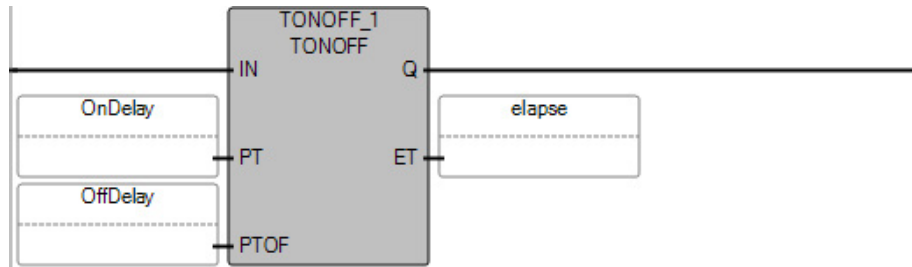 TONOFF_1
TONOFF
IN Q
OnDelay elapse
PT ET
OffDelay
PTOF